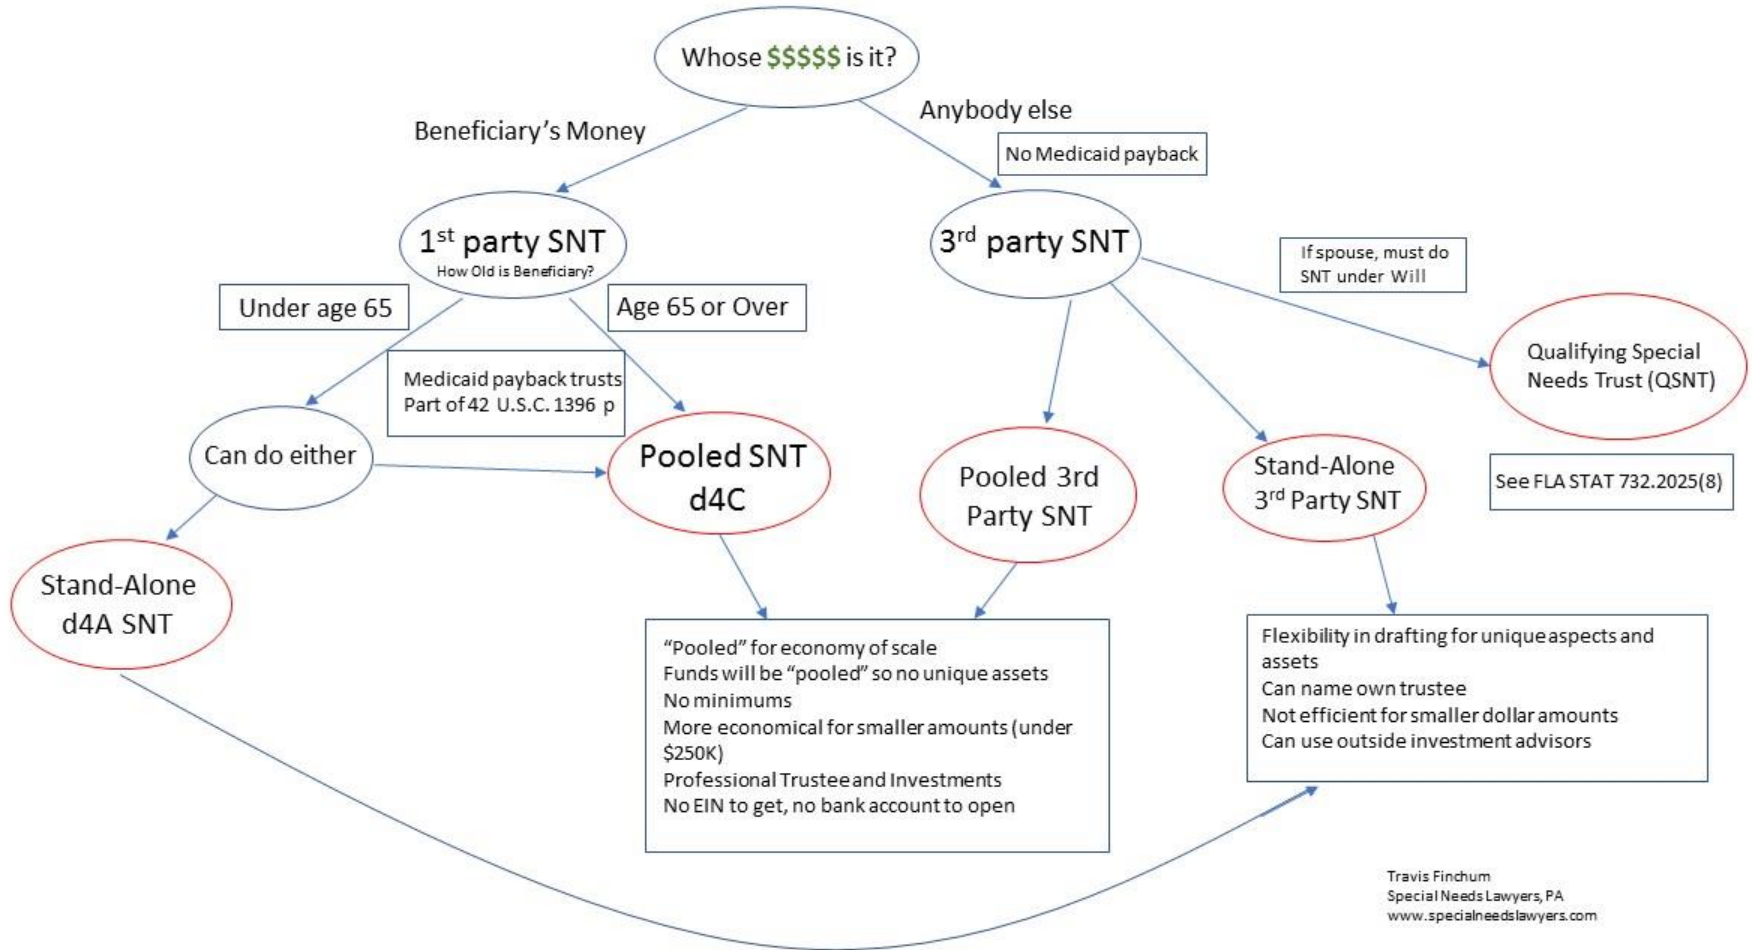 Whose $$$$$ is it?
Beneficiary's Money
Anybody else
No Medicaid payback
1st party SNT
How Old is Beneficiary?
3rd party SNT
If spouse, must do
SNT under Will
Under age 65
Age 65 or Over
Medicaid payback trusts
Part of 42 U.S.C. 1396 p
Qualifying Special
Needs Trust (QSNT)
Can do either
Pooled SNT
d4C
Pooled 3rd
Party SNT
Stand-Alone
3rd Party SNT
See FLA STAT 732.2025(8)
Stand-Alone
d4A SNT
“Pooled” for economy of scale
Funds will be “pooled” so no unique assets
No minimums
More economical for smaller amounts (under
$250K)
Professional Trustee and Investments
No EIN to get, no bank account to open
Flexibility in drafting for unique aspects and
assets
Can name own trustee
Not efficient for smaller dollar amounts
Can use outside investment advisors
Travis Finchum
Special Needs Lawyers, PA
www.specialneedslawyers.com